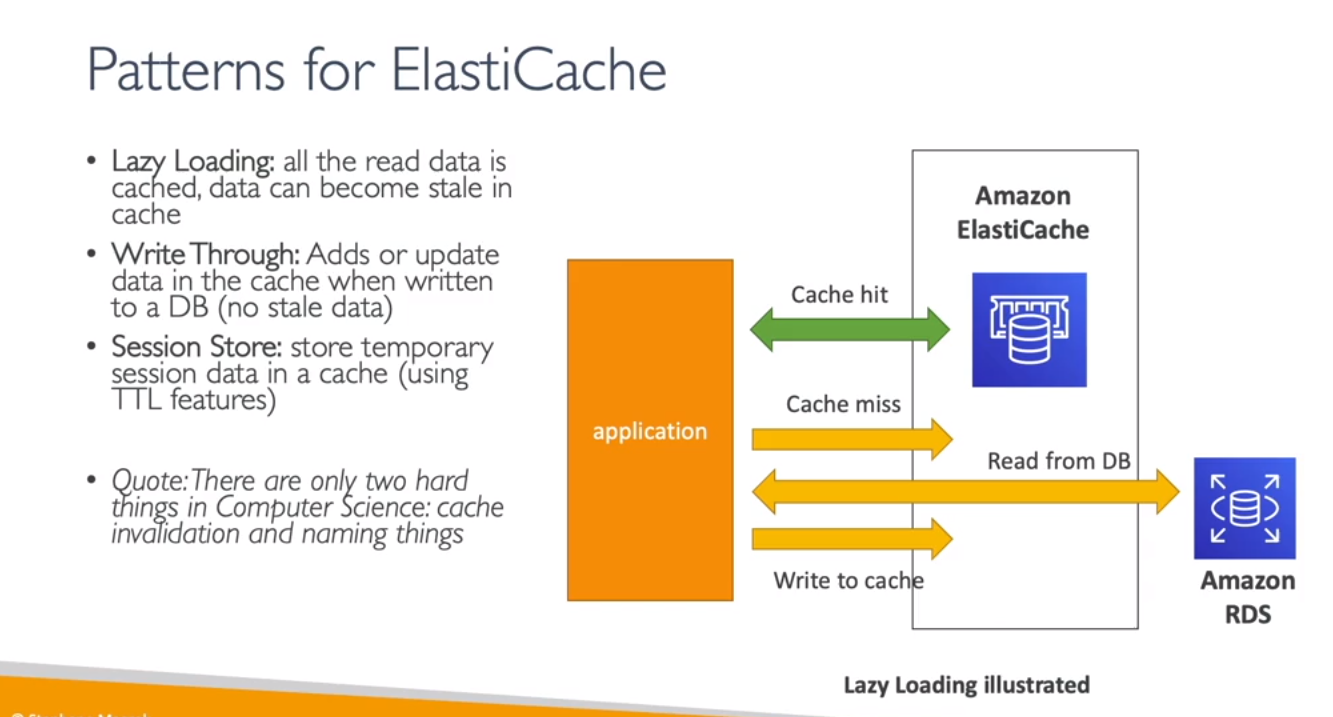 Patterns for ElastiCache
• Lazy Loading: all the read data is
cached, data can become stale in
cache
• Write Through: Adds or update
data in the cache when written
to a DB (no stale data)
• Session Store: store temporary
session data in a cache (using
TTL features)
• Quote: There are only two hard
things in Computer Science: cache
invalidation and naming things
application
Cache hit
Cache miss
Read from DB
Write to cache
Amazon
ElastiCache
Amazon
RDS
Lazy Loading illustrated